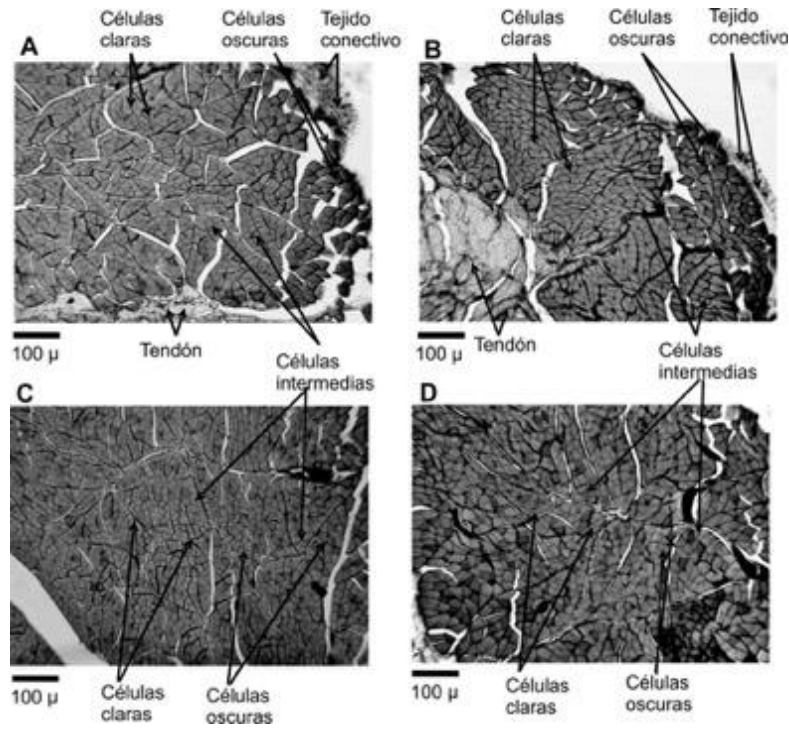 A
Células
claras
Células
oscuras
Tejido
conectivo
B
Células
claras
Células
oscuras
Tejido
conectivo
100 µ
Tendón
100 µ
Tendón
Células
intermedias
Células
intermedias
C
D
100 µ
Células
claras
Células
oscuras
100 µ
Células
claras
Células
oscuras